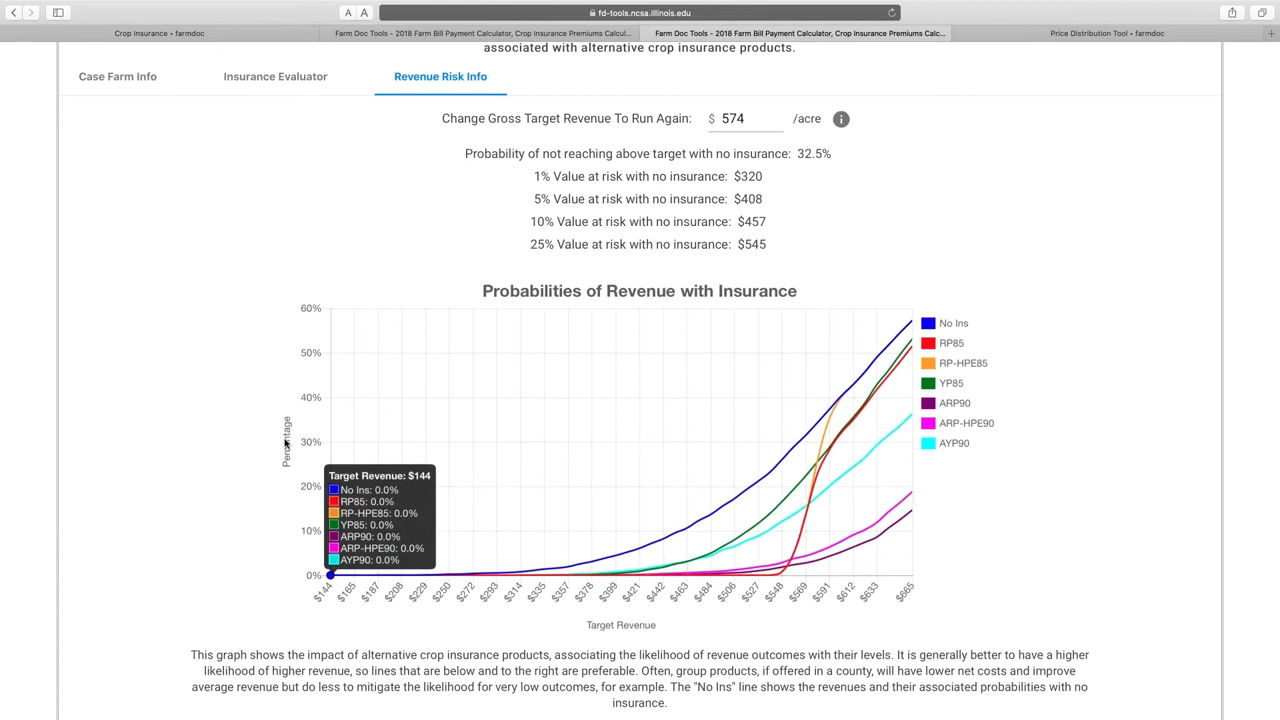 A A
fd-tools.ncsa.illinois.edu
Crop Insurance • farmdoc
Farm Doc Tools - 2018 Farm Bill Payment Calculator, Crop Insurance Premiums Calcul...
Farm Doc Tools - 2018 Farm Bill Payment Calculator, Crop Insurance Premiums Calc...
Price Distribution Tool • farmdoc
associated with alternative crop insurance products.
Case Farm Info
Insurance Evaluator
Revenue Risk Info
Change Gross Target Revenue To Run Again: $ 574 /acre i
Probability of not reaching above target with no insurance: 32.5%
1% Value at risk with no insurance: $320
5% Value at risk with no insurance: $408
10% Value at risk with no insurance: $457
25% Value at risk with no insurance: $545
Probabilities of Revenue with Insurance
60%
50%
40%
30%
20%
10%
0%
Percentage
Target Revenue: $144
No Ins: 0.0%
RP85: 0.0%
RP-HPE85: 0.0%
YP85: 0.0%
ARP90: 0.0%
ARP-HPE90: 0.0%
AYP90: 0.0%
No Ins
RP85
RP-HPE85
YP85
ARP90
ARP-HPE90
AYP90
$144 $165 $187 $208 $229 $250 $272 $293 $314 $335 $357 $378 $399 $421 $442 $463 $484 $506 $527 $548 $569 $591 $612 $633 $665
Target Revenue
This graph shows the impact of alternative crop insurance products, associating the likelihood of revenue outcomes with their levels. It is generally better to have a higher
likelihood of higher revenue, so lines that are below and to the right are preferable. Often, group products, if offered in a county, will have lower net costs and improve
average revenue but do less to mitigate the likelihood for very low outcomes, for example. The "No Ins" line shows the revenues and their associated probabilities with no
insurance.